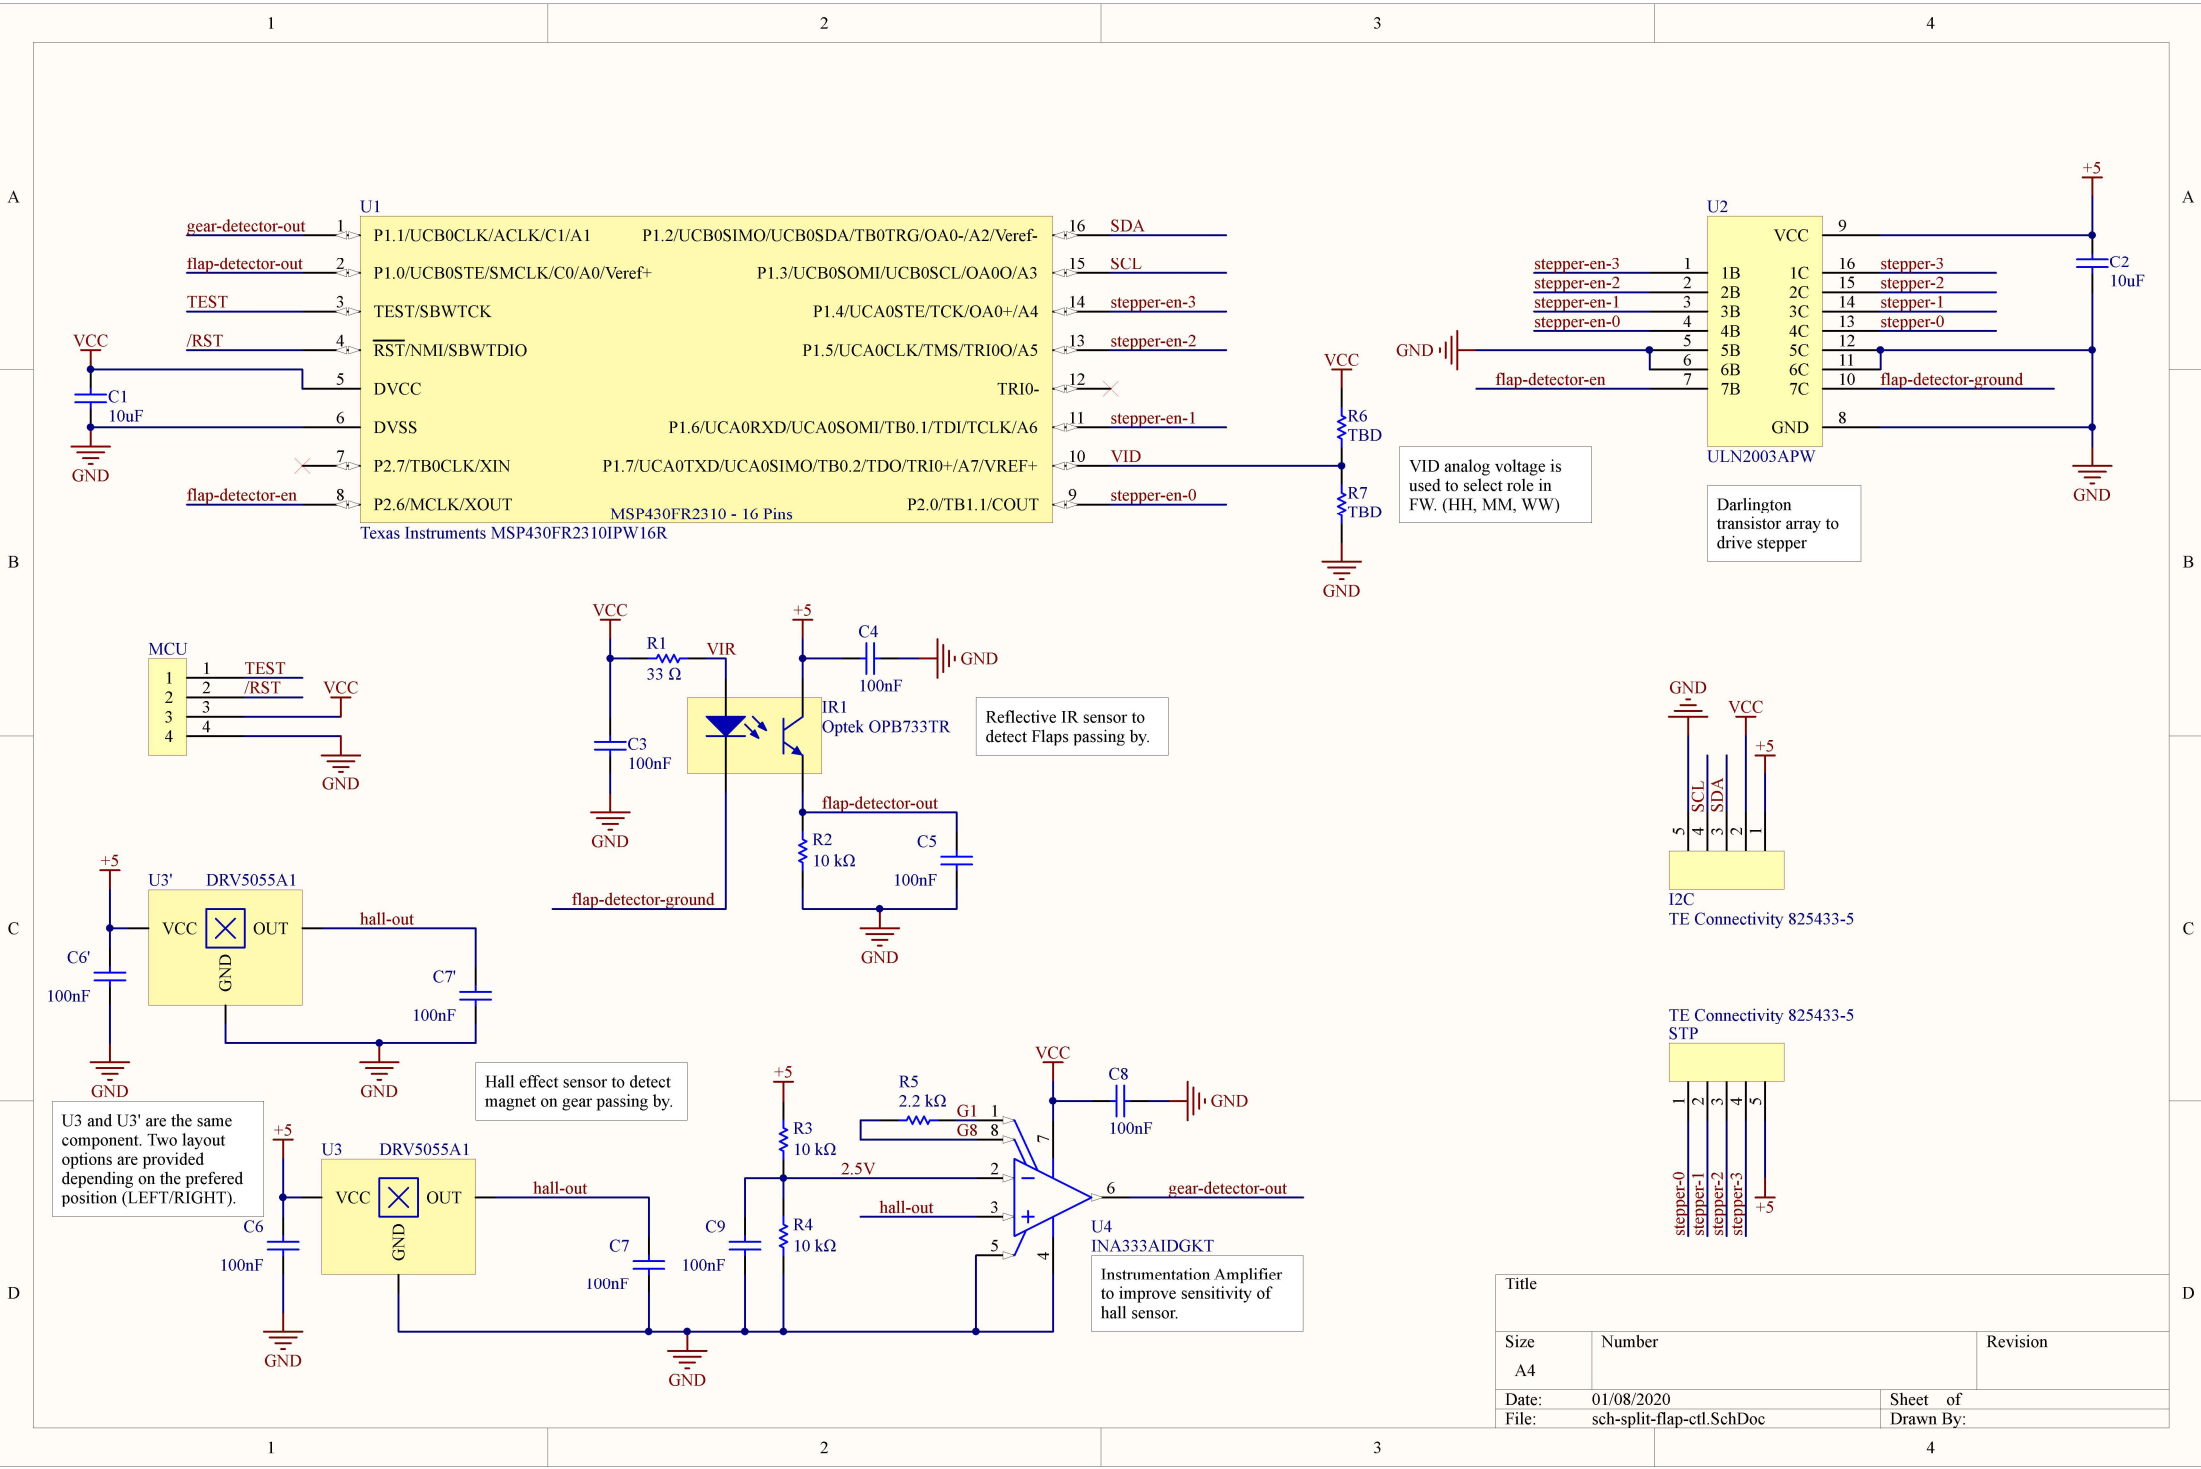 1 2 3 4
A A
B B
C C
D D
1 2 3 4
U1
gear-detector-out 1 P1.1/UCB0CLK/ACLK/C1/A1
flap-detector-out 2 P1.0/UCB0STE/SMCLK/C0/A0/Veref+
TEST 3 TEST/SBWTCK
/RST 4 RST/NMI/SBWTDIO
5 DVCC
6 DVSS
7 P2.7/TB0CLK/XIN
flap-detector-en 8 P2.6/MCLK/XOUT
P1.2/UCB0SIMO/UCB0SDA/TB0TRG/OA0-/A2/Veref- 16 SDA
P1.3/UCB0SOMI/UCB0SCL/OA0O/A3 15 SCL
P1.4/UCA0STE/TCK/OA0+/A4 14 stepper-en-3
P1.5/UCA0CLK/TMS/TRI0O/A5 13 stepper-en-2
TRI0- 12
P1.6/UCA0RXD/UCA0SOMI/TB0.1/TDI/TCLK/A6 11 stepper-en-1
P1.7/UCA0TXD/UCA0SIMO/TB0.2/TDO/TRI0+/A7/VREF+ 10 VID
P2.0/TB1.1/COUT 9 stepper-en-0
MSP430FR2310 - 16 Pins
Texas Instruments MSP430FR2310IPW16R
VCC
C1
10uF
GND
VCC
R6
TBD
R7
TBD
GND
VID analog voltage is
used to select role in
FW. (HH, MM, WW)
U2
+5
VCC 9
C2
10uF
stepper-en-3 1 1B 1C 16 stepper-3
stepper-en-2 2 2B 2C 15 stepper-2
stepper-en-1 3 3B 3C 14 stepper-1
stepper-en-0 4 4B 4C 13 stepper-0
GND 5 5B 5C 12
6 6B 6C 11
flap-detector-en 7 7B 7C 10 flap-detector-ground
GND 8
ULN2003APW
GND
Darlington
transistor array to
drive stepper
MCU
1 1 TEST
2 2 /RST
3 3 VCC
4 4
GND
VCC
R1
33 Ω
VIR
+5
C4
100nF
GND
IR1
Optek OPB733TR
C3
100nF
GND
Reflective IR sensor to
detect Flaps passing by.
flap-detector-out
R2
10 kΩ
C5
100nF
flap-detector-ground
GND
GND
VCC
+5
SCL
SDA
5 4 3 2 1
I2C
TE Connectivity 825433-5
+5
U3' DRV5055A1
VCC OUT
GND
hall-out
C6'
100nF
C7'
100nF
GND
GND
TE Connectivity 825433-5
STP
1 2 3 4 5
stepper-0
stepper-1
stepper-2
stepper-3
+5
Hall effect sensor to detect
magnet on gear passing by.
U3 and U3' are the same
component. Two layout
options are provided
depending on the prefered
position (LEFT/RIGHT).
+5
U3 DRV5055A1
VCC OUT
GND
hall-out
C6
100nF
C7
100nF
GND
GND
+5
R3
10 kΩ
2.5V
C9
100nF
R4
10 kΩ
R5
2.2 kΩ
G1 1
G8 8
2
hall-out 3
5
VCC
7
C8
100nF
GND
6 gear-detector-out
4
U4
INA333AIDGKT
Instrumentation Amplifier
to improve sensitivity of
hall sensor.
Title
Size Number Revision
A4
Date: 01/08/2020 Sheet of
File: sch-split-flap-ctl.SchDoc Drawn By: